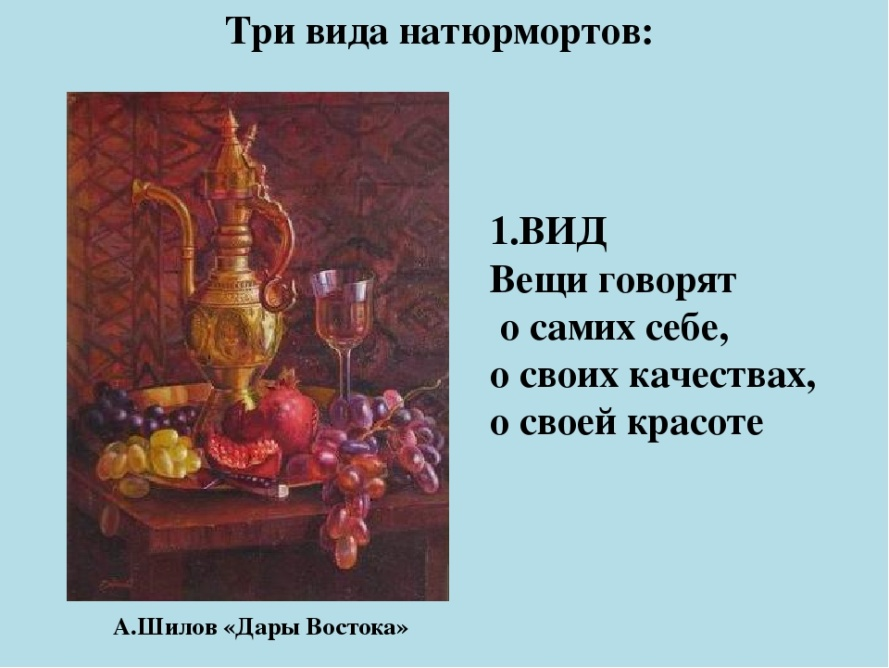 Три вида натюрмортов:
1.ВИД
Вещи говорят
о самих себе,
о своих качествах,
о своей красоте
А.Шилов «Дары Востока»